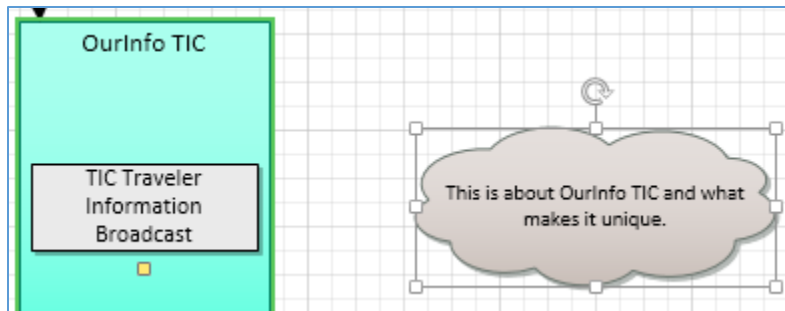 OurInfo TIC
TIC Traveler
Information
Broadcast
This is about OurInfo TIC and what
makes it unique.